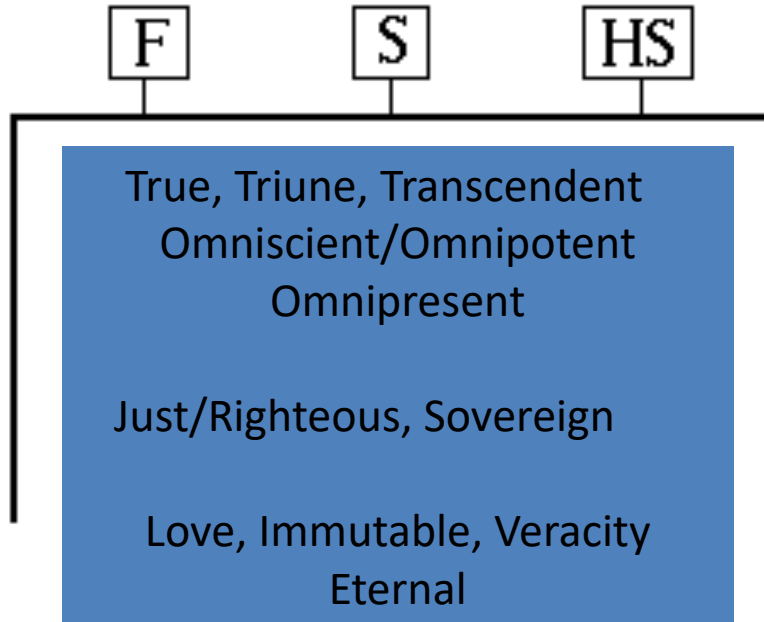 F S HS
True, Triune, Transcendent
Omniscient/Omnipotent
Omnipresent
Just/Righteous, Sovereign
Love, Immutable, Veracity
Eternal